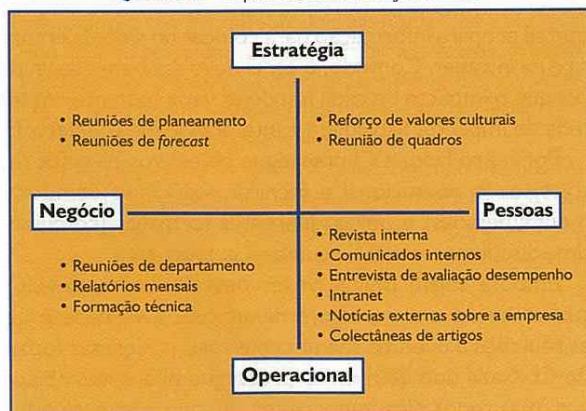 Estratégia
• Reuniões de planeamento
• Reuniões de forecast
• Reforço de valores culturais
• Reunião de quadros
Negócio
Pessoas
• Reuniões de departamento
• Relatórios mensais
• Formação técnica
• Revista interna
• Comunicados internos
• Entrevista de avaliação desempenho
• Intranet
• Notícias externas sobre a empresa
• Colectâneas de artigos
Operacional